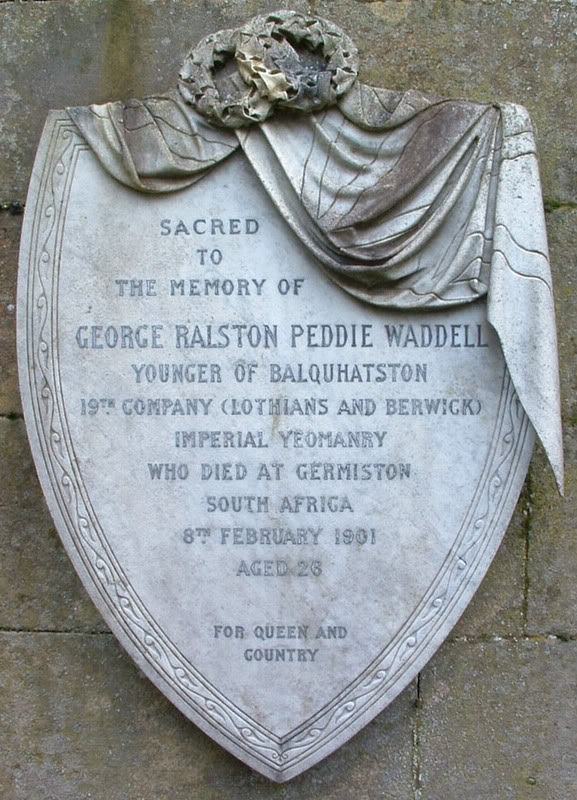 SACRED
TO
THE MEMORY OF
GEORGE RALSTON PEDDIE WADDELL
YOUNGER OF BALQUHATSTON
19TH COMPANY (LOTHIANS AND BERWICK)
IMPERIAL YEOMANRY
WHO DIED AT GERMISTON
SOUTH AFRICA
8TH FEBRUARY 1901
AGED 26
FOR QUEEN AND
COUNTRY